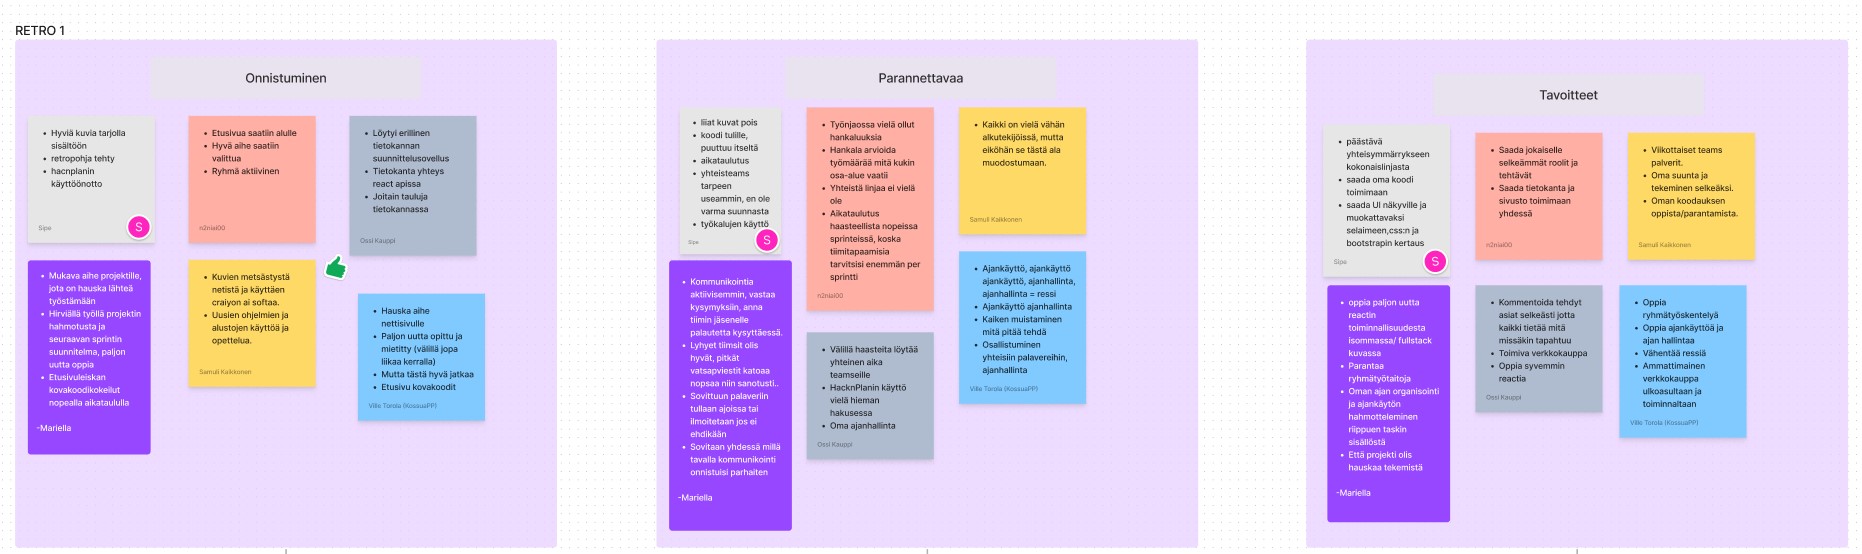 RETRO 1
Onnistuminen
Hyviä kuvia tarjolla
sisältöön
retropohja tehty
hacnplanin
käyttöönotto
Sipe
S
Etusivua saatiin alulle
Hyvä aihe saatiin
valittua
Ryhmä aktiivinen
n2nial00
Löytyi erillinen
tietokannan
suunnittelusovellus
Tietokanta yhteys
react apissa
Joitain tauluja
tietokannassa
Ossi Kauppi
Mukava aihe projektille,
jota on hauska lähteä
työstämään
Hirviällä työllä projektin
hahmotusta ja
seuraavan sprintin
suunnitelma, paljon
uutta oppia
Etusivuleiskan
kovakoodikokeilut
nopealla aikataululla
-Mariella
Kuvien metsästystä
netistä ja käyttäen
craiyon ai softaa.
Uusien ohjelmien ja
alustojen käyttöä ja
opettelua.
Samuli Kaikkonen
Hauska aihe
nettisivulle
Paljon uutta opittu ja
mietitty (välillä jopa
liikaa kerralla)
Mutta tästä hyvä jatkaa
Etusivu kovakoodit
Ville Torola (KossuaPP)
Parannettavaa
liiat kuvat pois
koodi tulille,
puuttuu itseltä
aikataulutus
yhteisteams
tarpeen
useammin, en ole
varma suunnasta
työkalujen käyttö
Sipe
S
Työnjaossa vielä ollut
hankaluuksia
Hankala arvioida
työmäärää mitä kukin
osa-alue vaatii
Yhteistä linjaa ei vielä
ole
Aikataulutus
haasteellista nopeissa
sprinteissä, koska
tiimitapaamisia
tarvitsisi enemmän per
sprintti
n2nial00
Kaikki on vielä vähän
alkutekijöissä, mutta
eiköhän se tästä ala
muodostumaan.
Samuli Kaikkonen
Kommunikointia
aktiivisemmin, vastaa
kysymyksiin, anna
tiimin jäsenelle
palautetta kysyttäessä.
Lyhyet tiimsit olis
hyvät, pitkät
vatsapviestit katoaa
nopsaa niin sanotusti..
Sovittuun palaveriin
tullaan ajoissa tai
ilmoitetaan jos ei
ehdikään
Sovitaan yhdessä millä
tavalla kommunikointi
onnistuisi parhaiten
-Mariella
Välillä haasteita löytää
yhteinen aika
teamseille
HacknPlanin käyttö
vielä hieman
hakusessa
Oma ajanhallinta
Ossi Kauppi
Ajankäyttö, ajankäyttö
ajankäyttö, ajanhallinta,
ajanhallinta = ressi
Ajankäyttö ajanhallinta
Kaiken muistaminen
mitä pitää tehdä
Osallistuminen
yhteisiin palavereihin,
ajanhallinta
Ville Torola (KossuaPP)
Tavoitteet
päästävä
yhteisymmärrykseen
kokonaislinjasta
saada oma koodi
toimimaan
saada UI näkyville ja
muokattavaksi
selaimeen,css:n ja
bootstrapin kertaus
Sipe
S
Saada jokaiselle
selkeämmät roolit ja
tehtävät
Saada tietokanta ja
sivusto toimimaan
yhdessä
n2nial00
Viikottaiset teams
palverit.
Oma suunta ja
tekeminen selkeäksi.
Oman koodauksen
oppista/parantamista.
Samuli Kaikkonen
oppia paljon uutta
reactin
toiminnallisuudesta
isommassa/ fullstack
kuvassa
Parantaa
ryhmätyötaitoja
Oman ajan organisointi
ja ajankäytön
hahmotteleminen
riippuen taskin
sisällöstä
Että projekti olis
hauskaa tekemistä
-Mariella
Kommentoida tehdyt
asiat selkeästi jotta
kaikki tietää mitä
missäkin tapahtuu
Toimiva verkkokauppa
Oppia syvemmin
reactia
Ossi Kauppi
Oppia
ryhmätyöskentelyä
Oppia ajankäyttöä ja
ajan hallintaa
Vähentää ressiä
Ammattimainen
verkkokauppa
ulkoasultaan ja
toiminnaltaan
Ville Torola (KossuaPP)